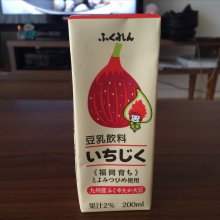 ふくれん
豆乳飲料
いちじく
《福岡育ち》
とよみつひめ使用
九州産ふくゆたか大豆
果汁2% 200ml